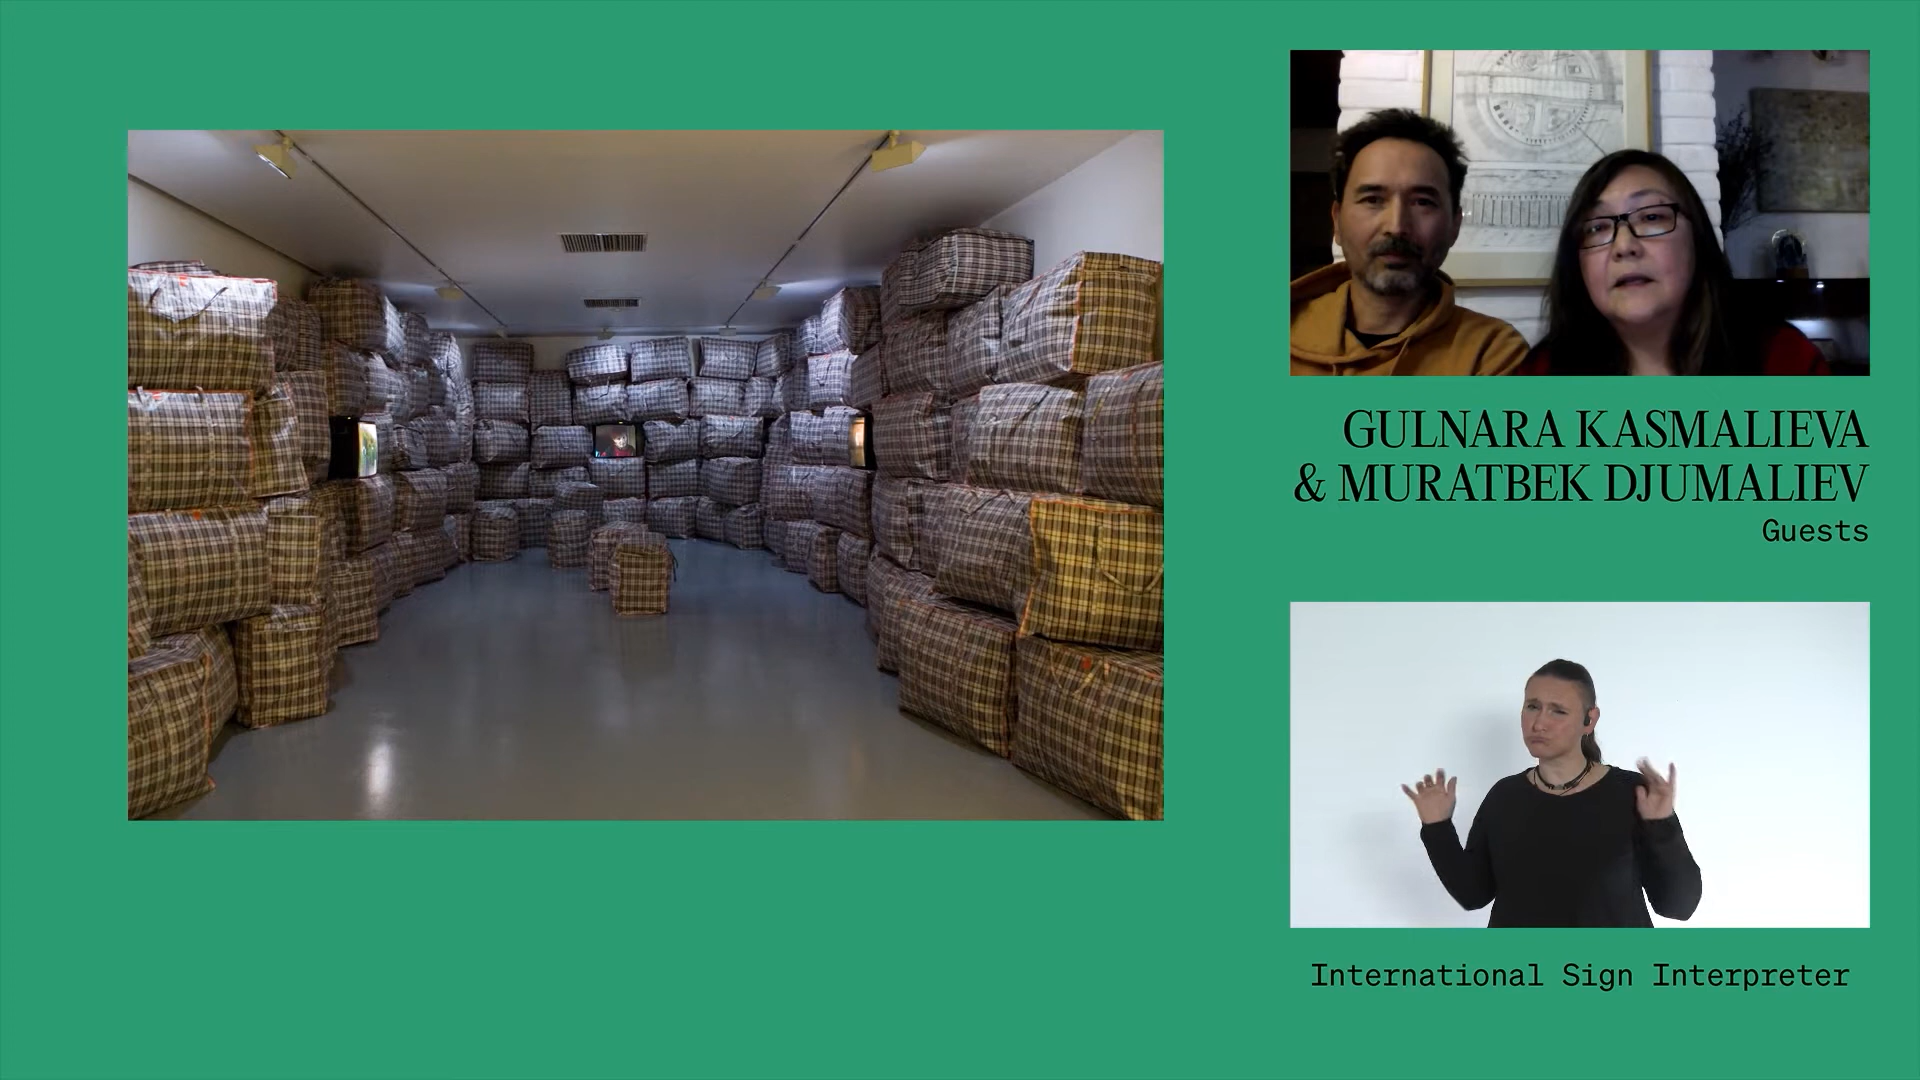 GULNARA KASMALIEVA
& MURATBEK DJUMALIEV
Guests
International Sign Interpreter